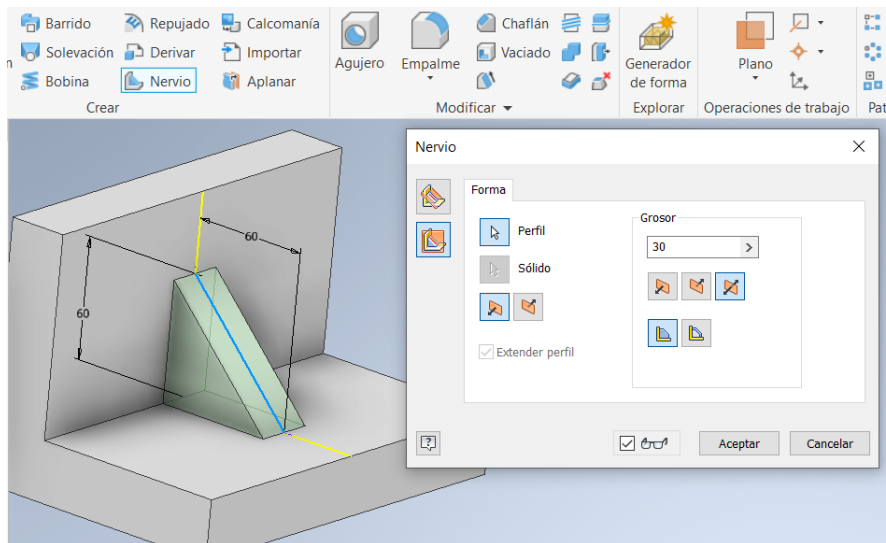 Barrido
Repujado
Calcomanía
Solevación
Derivar
Importar
Bobina
Nervio
Aplanar
Crear
Agujero
Empalme
Chaflán
Vaciado
Modificar
Generador
de forma
Explorar
Plano
Operaciones de trabajo
Pat
Nervio
Forma
Perfil
Sólido
Extender perfil
Grosor
30
Aceptar
Cancelar
60
60